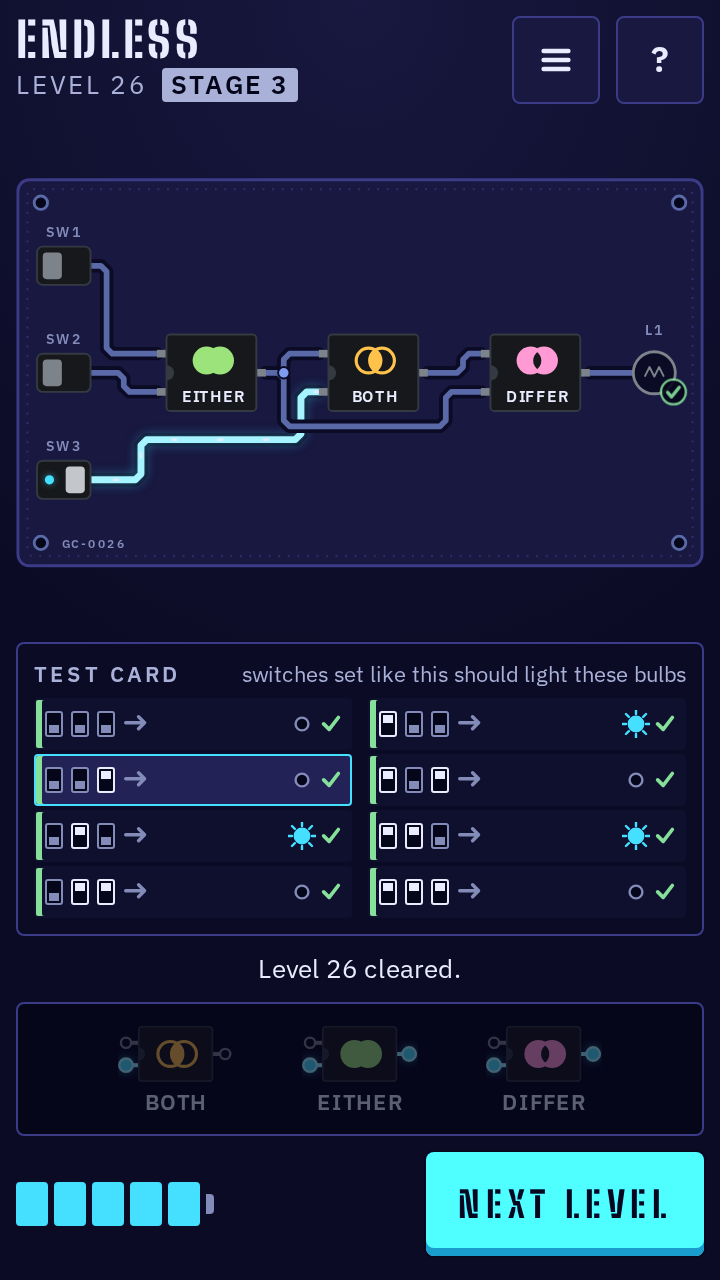 ENDLESS
LEVEL 26 STAGE 3
?
SW1
SW2
L1
EITHER BOTH DIFFER
SW3
GC-0026
TEST CARD switches set like this should light these bulbs
Level 26 cleared.
BOTH EITHER DIFFER
NEXT LEVEL